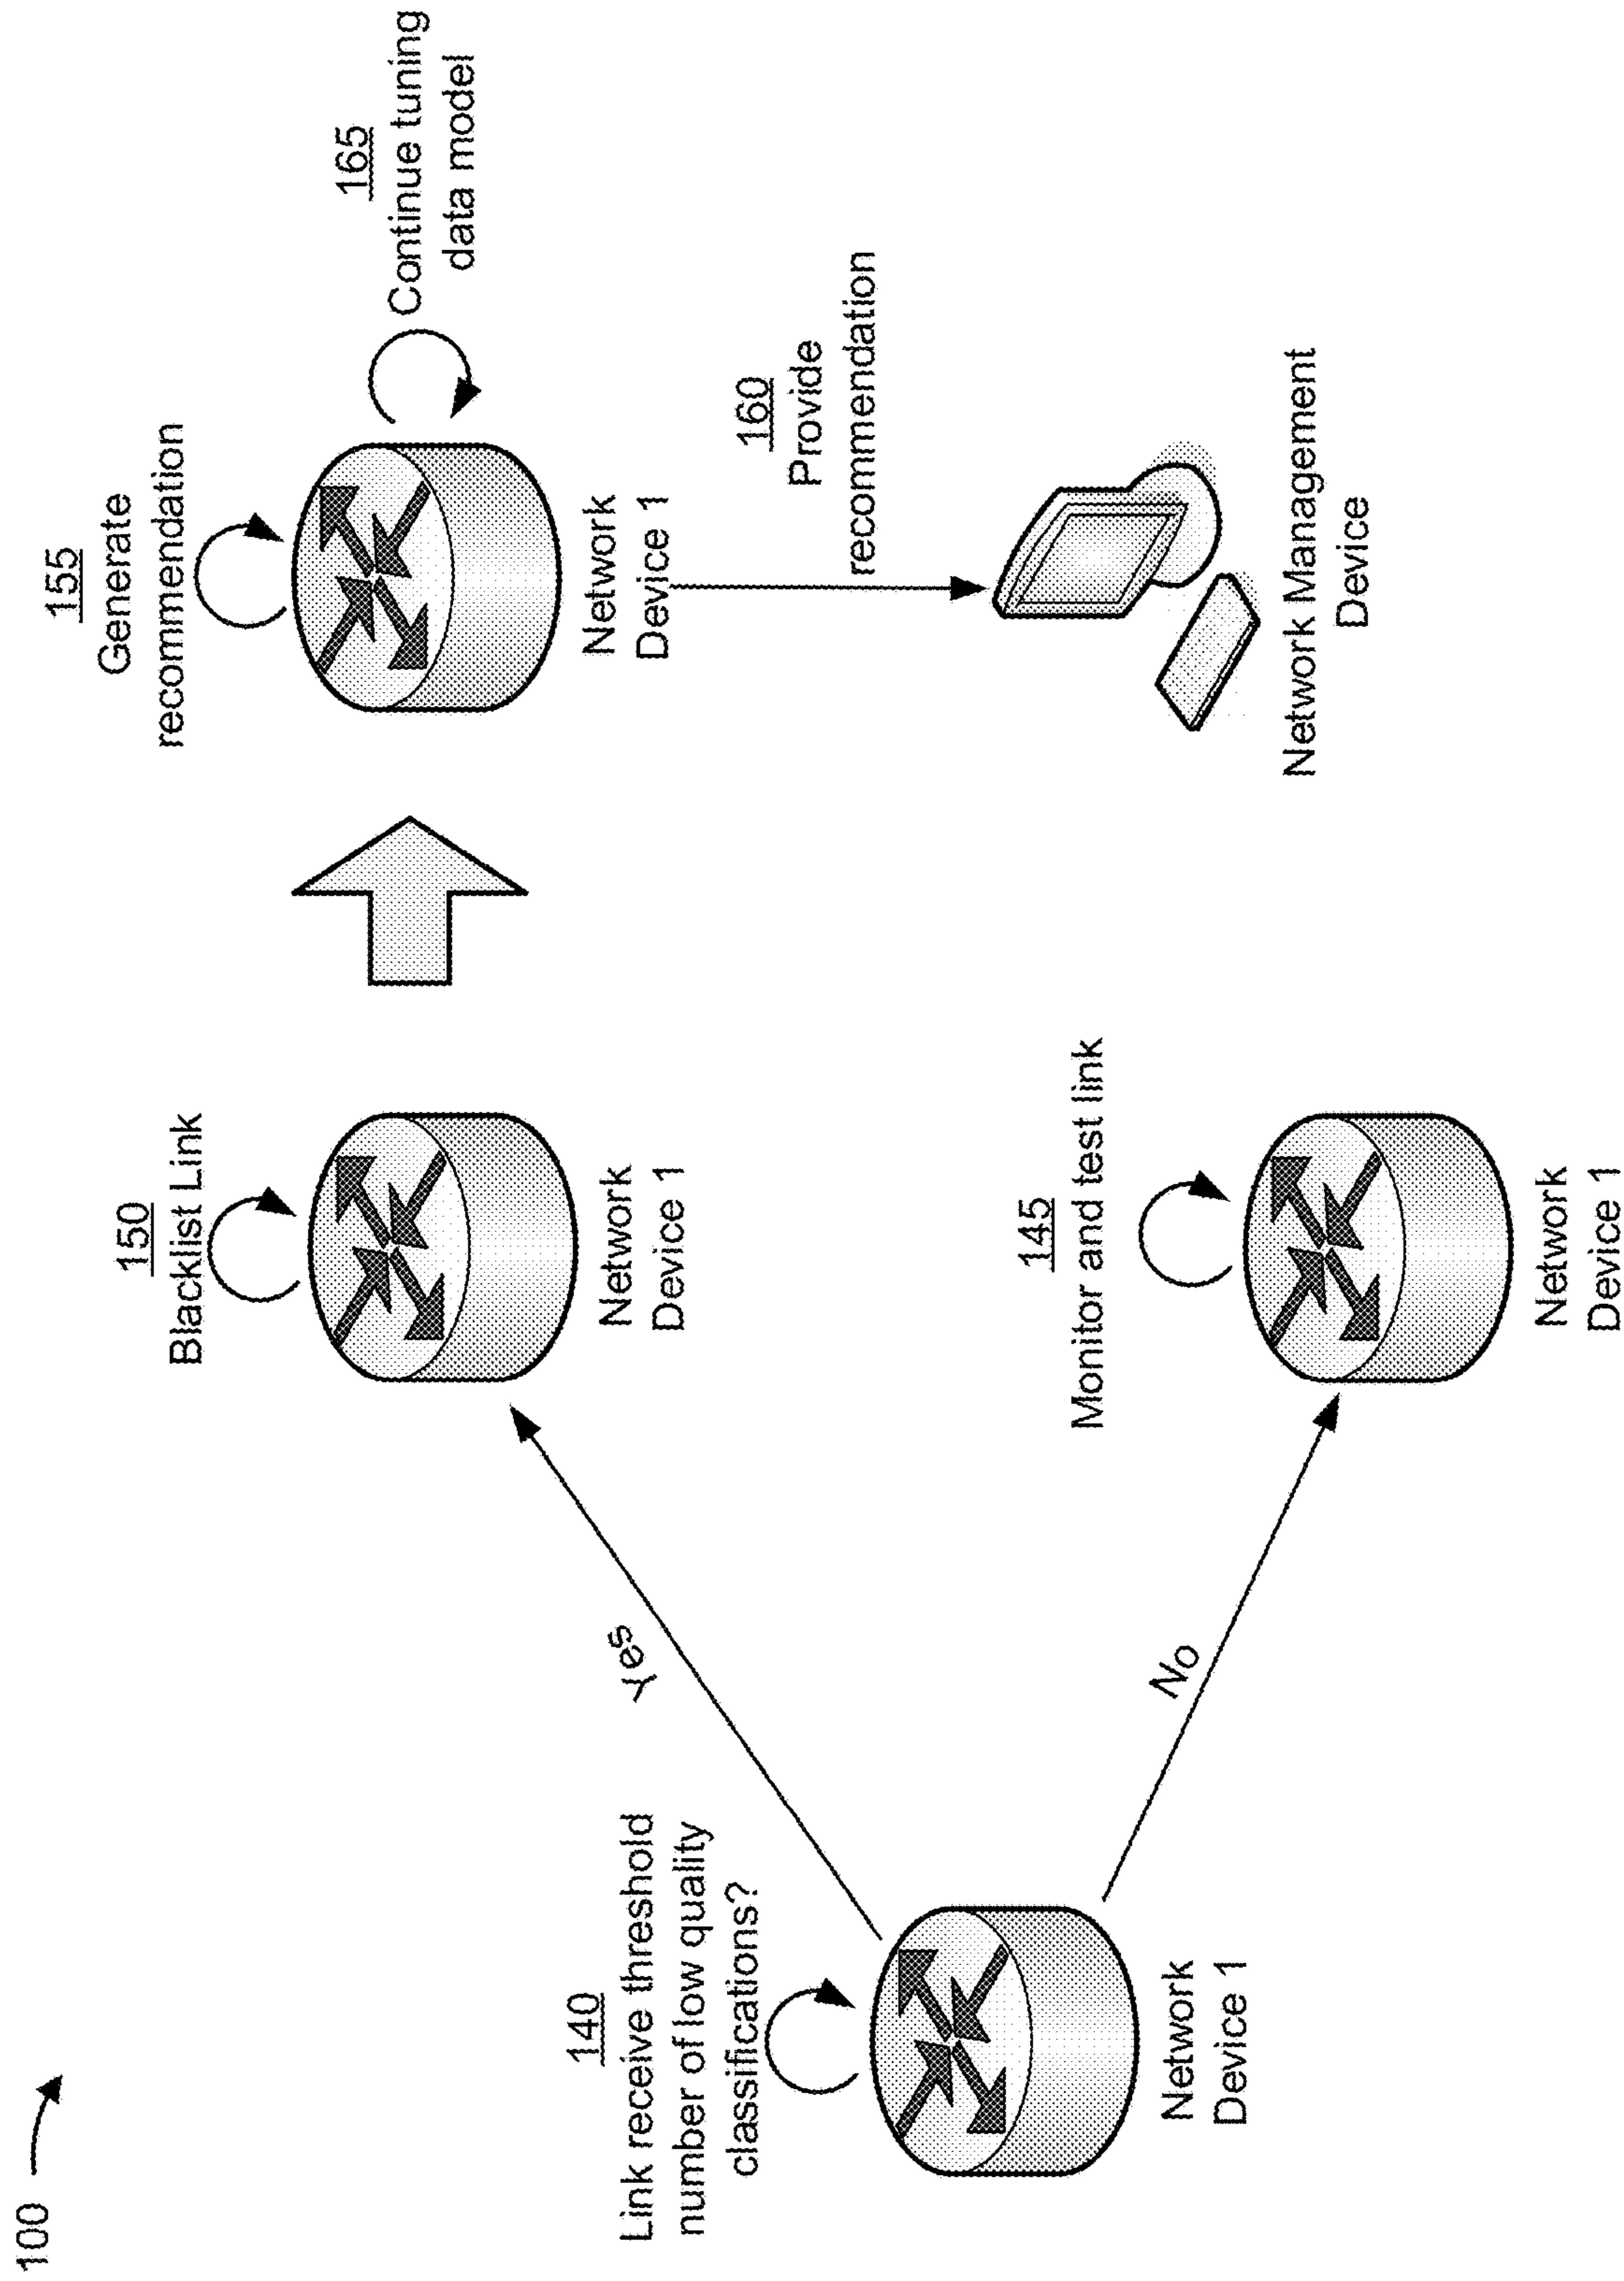 100
140
Link receive threshold
number of low quality
classifications?
Network
Device 1
Yes
No
150
Blacklist Link
Network
Device 1
145
Monitor and test link
Network
Device 1
155
Generate
recommendation
165
Continue tuning
data model
Network
Device 1
160
Provide
recommendation
Network Management
Device